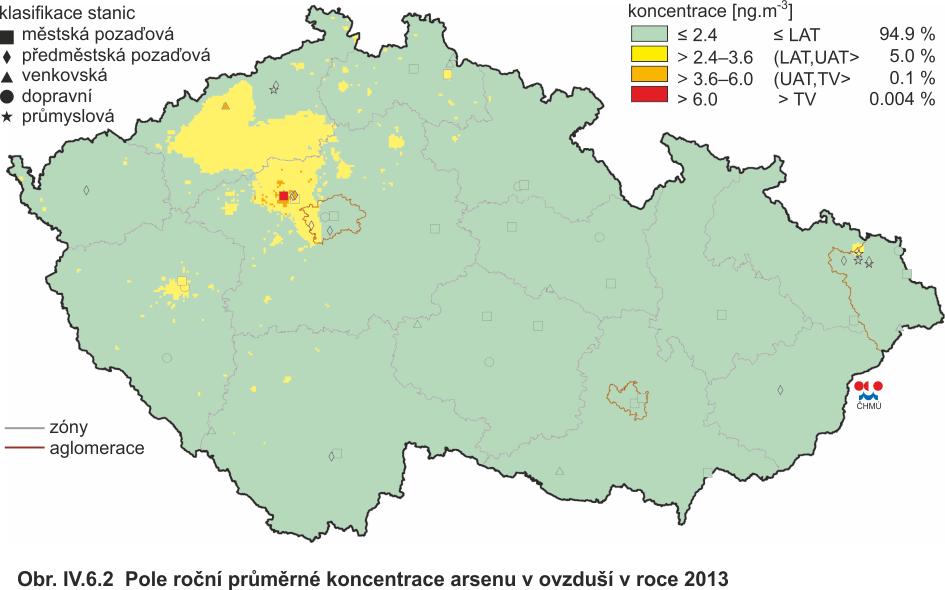 klasifikace stanic
městská pozaďová
předměstská pozaďová
venkovská
dopravní
průmyslová
koncentrace [ng.m-3]
≤ 2.4 ≤ LAT 94.9 %
> 2.4–3.6 (LAT,UAT> 5.0 %
> 3.6–6.0 (UAT,TV> 0.1 %
> 6.0 > TV 0.004 %
ČHMÚ
zóny
aglomerace
Obr. IV.6.2 Pole roční průměrné koncentrace arsenu v ovzduší v roce 2013